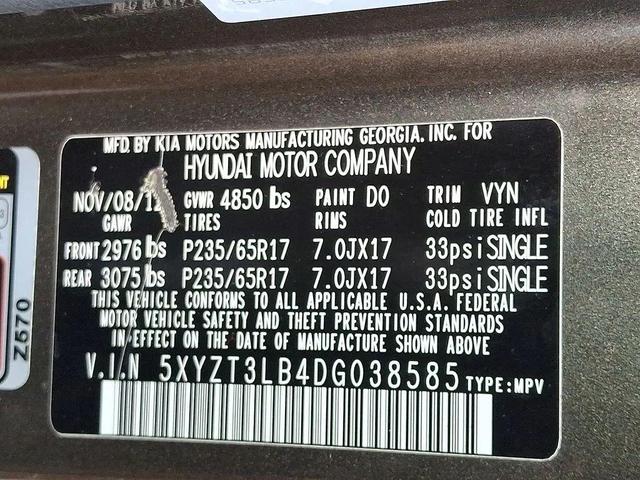 MFD. BY KIA MOTORS MANUFACTURING GEORGIA, INC. FOR
HYUNDAI MOTOR COMPANY
NOV/08/12 GVWR 4850 lbs PAINT DO TRIM VYN
GAWR TIRES RIMS COLD TIRE INFL
FRONT 2976 lbs P235/65R17 7.0JX17 33psi SINGLE
REAR 3075 lbs P235/65R17 7.0JX17 33psi SINGLE
THIS VEHICLE CONFORMS TO ALL APPLICABLE U.S.A. FEDERAL
MOTOR VEHICLE SAFETY AND THEFT PREVENTION STANDARDS
IN EFFECT ON THE DATE OF MANUFACTURE SHOWN ABOVE
V.I.N 5XYZT3LB4DG038585 TYPE:MPV
Z570